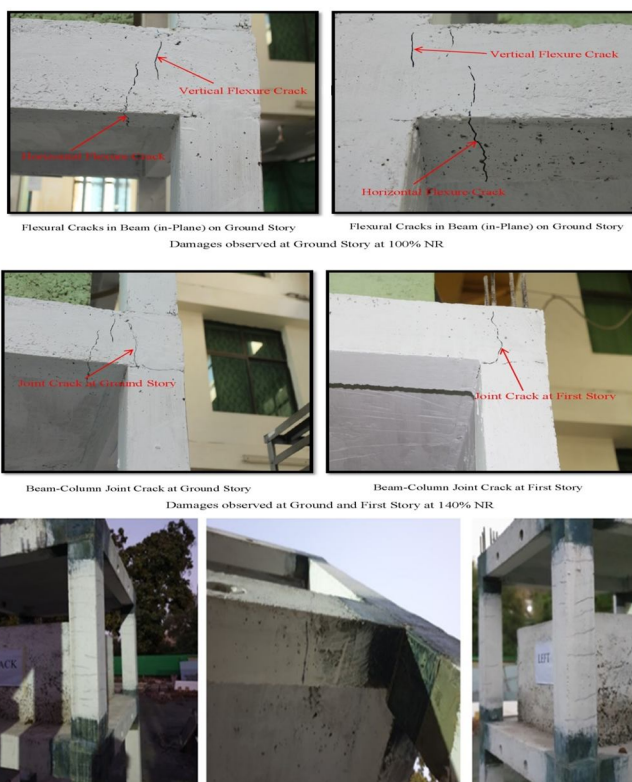 Vertical Flexure Crack
Horizontal Flexure Crack
Vertical Flexure Crack
Horizontal Flexure Crack
Flexural Cracks in Beam (in-Plane) on Ground Story
Flexural Cracks in Beam (in-Plane) on Ground Story
Damages observed at Ground Story at 100% NR
Joint Crack at Ground Story
Joint Crack at First Story
Beam-Column Joint Crack at Ground Story
Beam-Column Joint Crack at First Story
Damages observed at Ground and First Story at 140% NR
ACK
LEFT